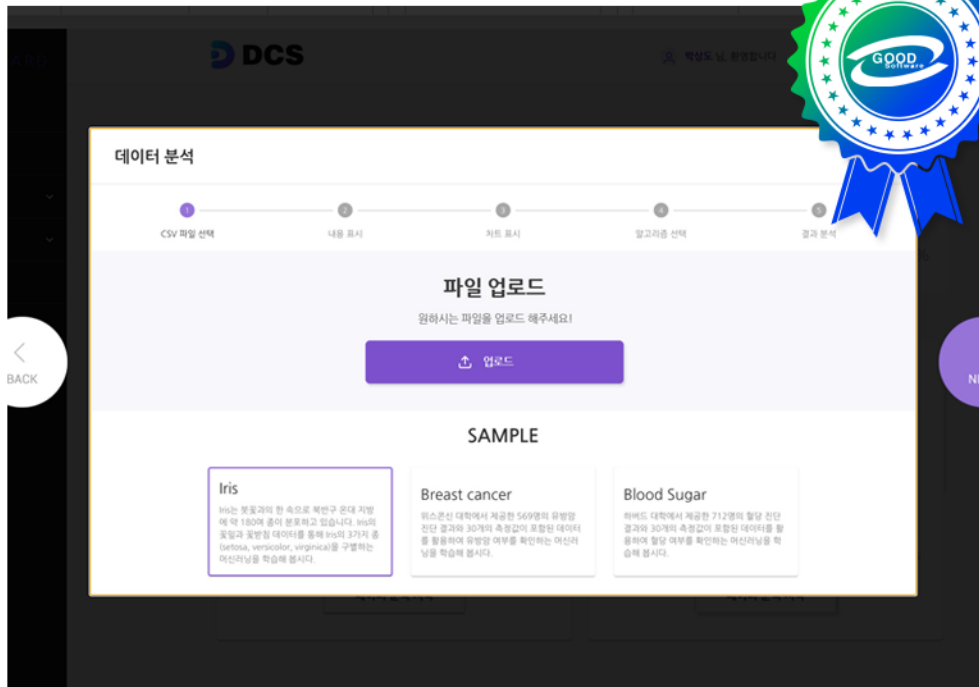 DCS
박상도 님, 환영합니다
GOOD
Software
데이터 분석
1
2
3
4
5
CSV 파일 선택
내용 표시
차트 표시
알고리즘 선택
결과 분석
파일 업로드
원하시는 파일을 업로드 해주세요!
업로드
BACK
SAMPLE
Iris
Iris는 붓꽃과의 한 속으로 북반구 온대 지방
에 약 180여 종이 분포하고 있습니다. Iris의
꽃잎과 꽃받침 데이터를 통해 Iris의 3가지 종
(setosa, versicolor, virginica)을 구별하는
머신러닝을 학습해 봅시다.
Breast cancer
위스콘신 대학에서 제공한 569명의 유방암
진단 결과와 30개의 측정값이 포함된 데이터
를 활용하여 유방암 여부를 확인하는 머신러
닝을 학습해 봅시다.
Blood Sugar
하버드 대학에서 제공한 712명의 혈당 진단
결과와 30개의 측정값이 포함된 데이터를 활
용하여 혈당 여부를 확인하는 머신러닝을 학
습해 봅시다.